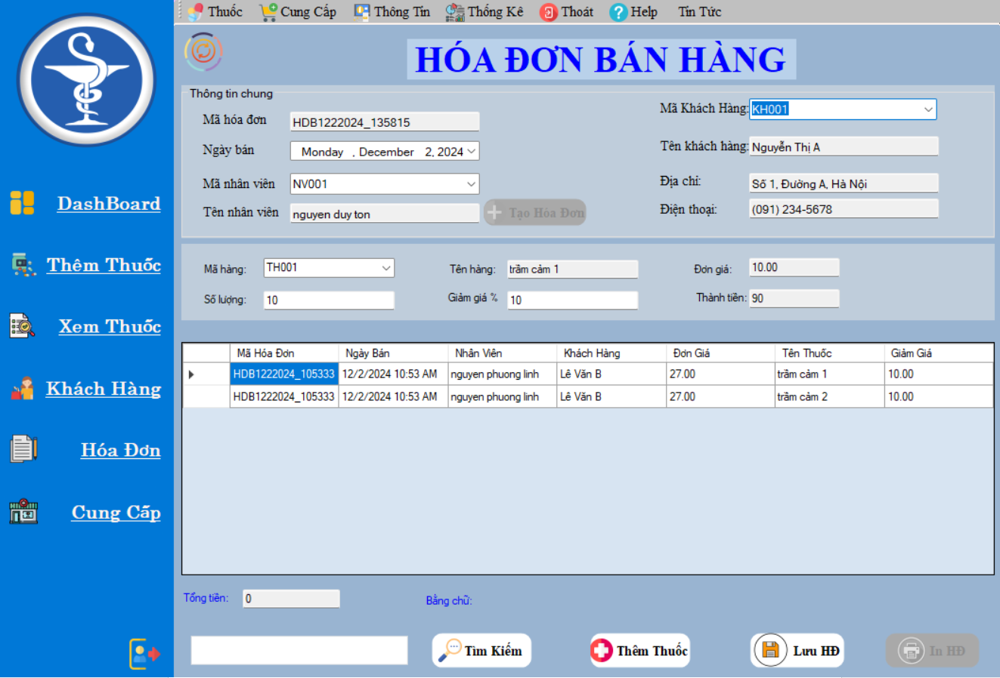 Thuốc Cung Cấp Thông Tin Thống Kê Thoát Help Tin Tức
HÓA ĐƠN BÁN HÀNG
Thông tin chung
Mã hóa đơn HDB1222024_135815
Ngày bán Monday , December 2, 2024
Mã nhân viên NV001
Tên nhân viên nguyen duy ton
Tạo Hóa Đơn
Mã Khách Hàng: KH001
Tên khách hàng: Nguyễn Thị A
Địa chỉ: Số 1, Đường A, Hà Nội
Điện thoại: (091) 234-5678
DashBoard
Thêm Thuốc
Xem Thuốc
Khách Hàng
Hóa Đơn
Cung Cấp
Mã hàng: TH001 Tên hàng: trầm cảm 1 Đơn giá: 10.00
Số lượng: 10 Giảm giá % 10 Thành tiền: 90
Mã Hóa Đơn Ngày Bán Nhân Viên Khách Hàng Đơn Giá Tên Thuốc Giảm Giá
HDB1222024_105333 12/2/2024 10:53 AM nguyen phuong linh Lê Văn B 27.00 trầm cảm 1 10.00
HDB1222024_105333 12/2/2024 10:53 AM nguyen phuong linh Lê Văn B 27.00 trầm cảm 2 10.00
Tổng tiền: 0 Bằng chữ:
Tìm Kiếm Thêm Thuốc Lưu HĐ In HĐ